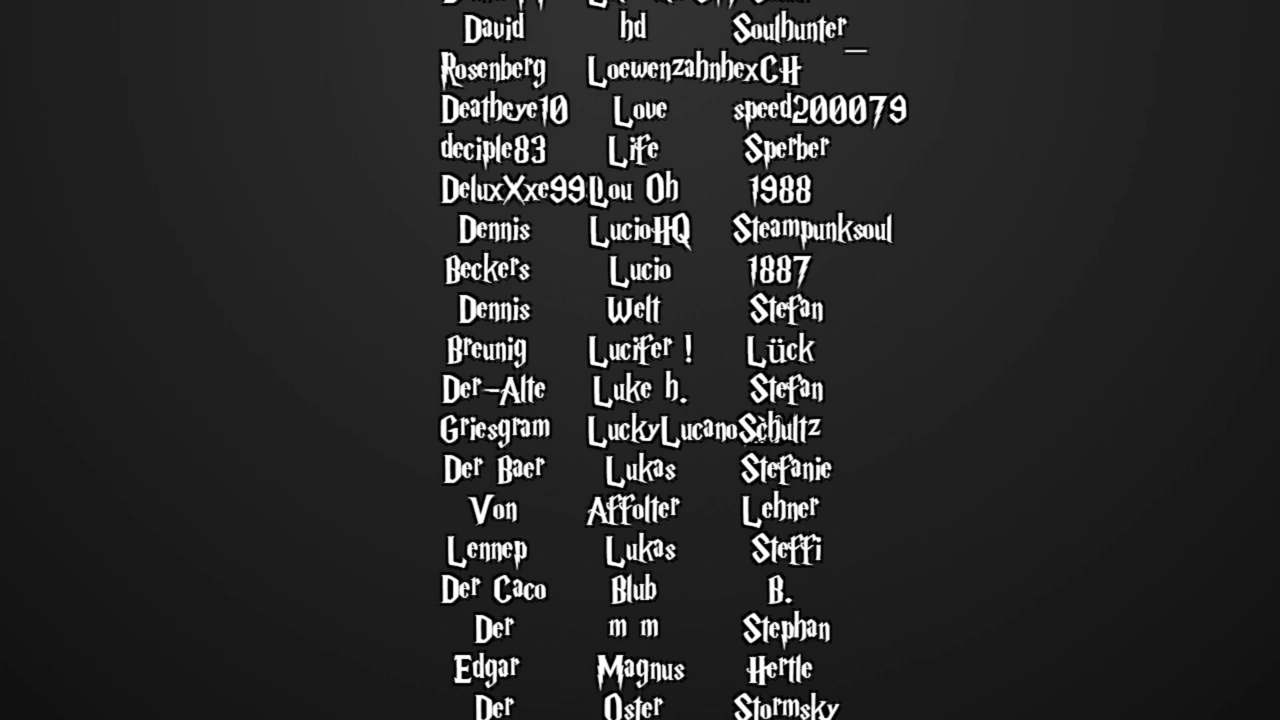 David hd Soulhunter_
Rosenberg LoewenzahnhexCH
Deatheye10 Love speed200079
deciple83 Life Sperber
DeluxXxe99 Lou Oh 1988
Dennis LucioHQ Steampunksoul
Beckers Lucio 1887
Dennis Welt Stefan
Breunig Lucifer ! Lück
Der-Alte Luke h. Stefan
Griesgram LuckyLucano Schultz
Der Baer Lukas Stefanie
Von Affolter Lehner
Lennep Lukas Steffi
Der Caco Blub B.
Der m m Stephan
Edgar Magnus Hertle
Der Oster Stormsky